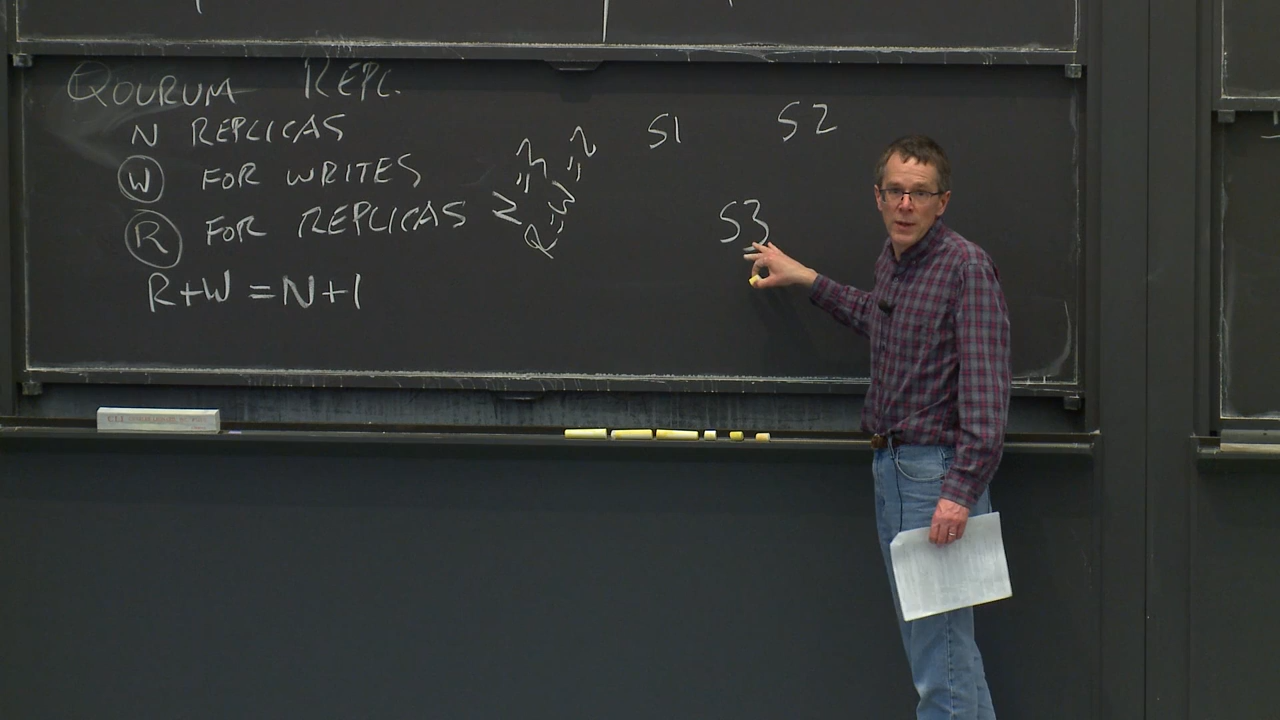 QOURUM REPL.
N REPLICAS
W FOR WRITES
R FOR REPLICAS
R+W=N+1
N=3
R=W=2
S1
S2
S3